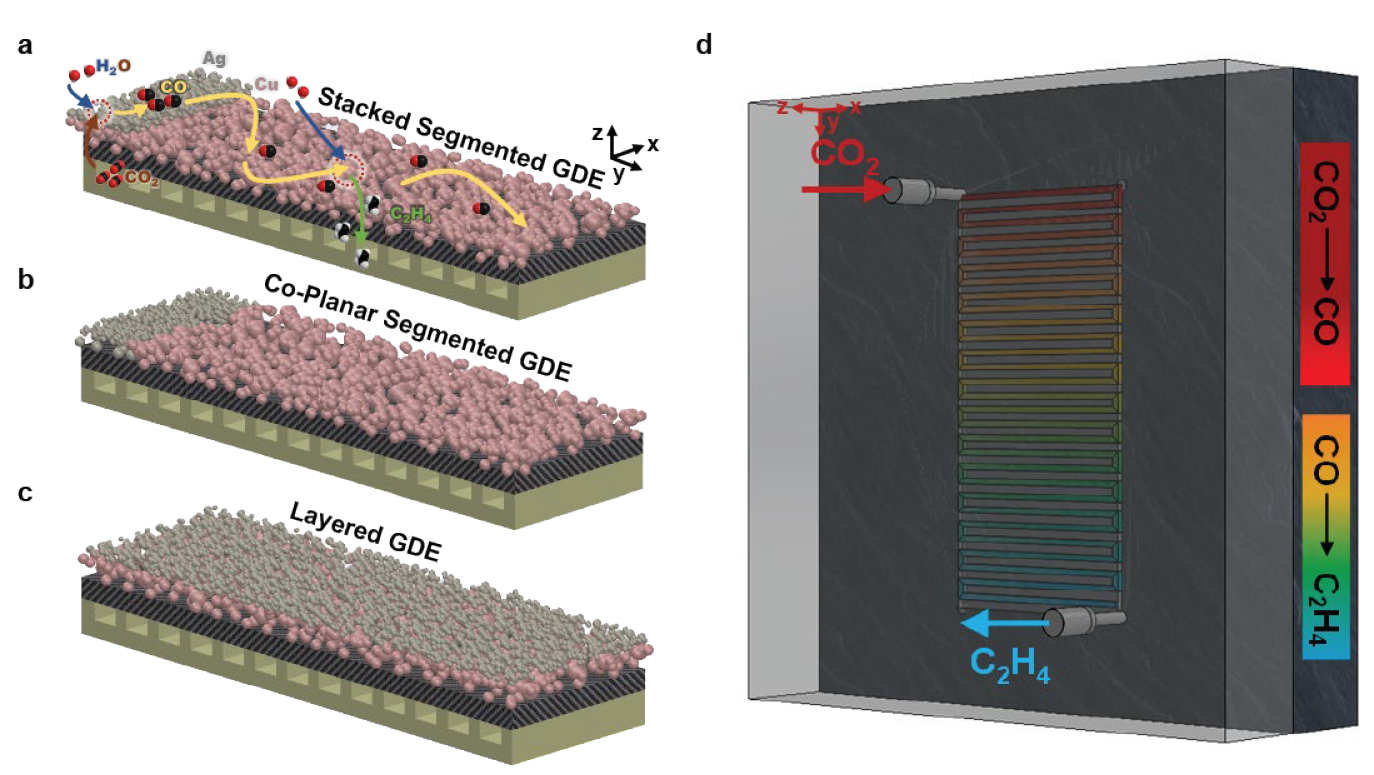 a
H2O
Ag
CO
Cu
CO2
C2H4
Stacked Segmented GDE
z
x
y
b
Co-Planar Segmented GDE
c
Layered GDE
d
z
x
y
CO2
C2H4
CO2 → CO
CO → C2H4